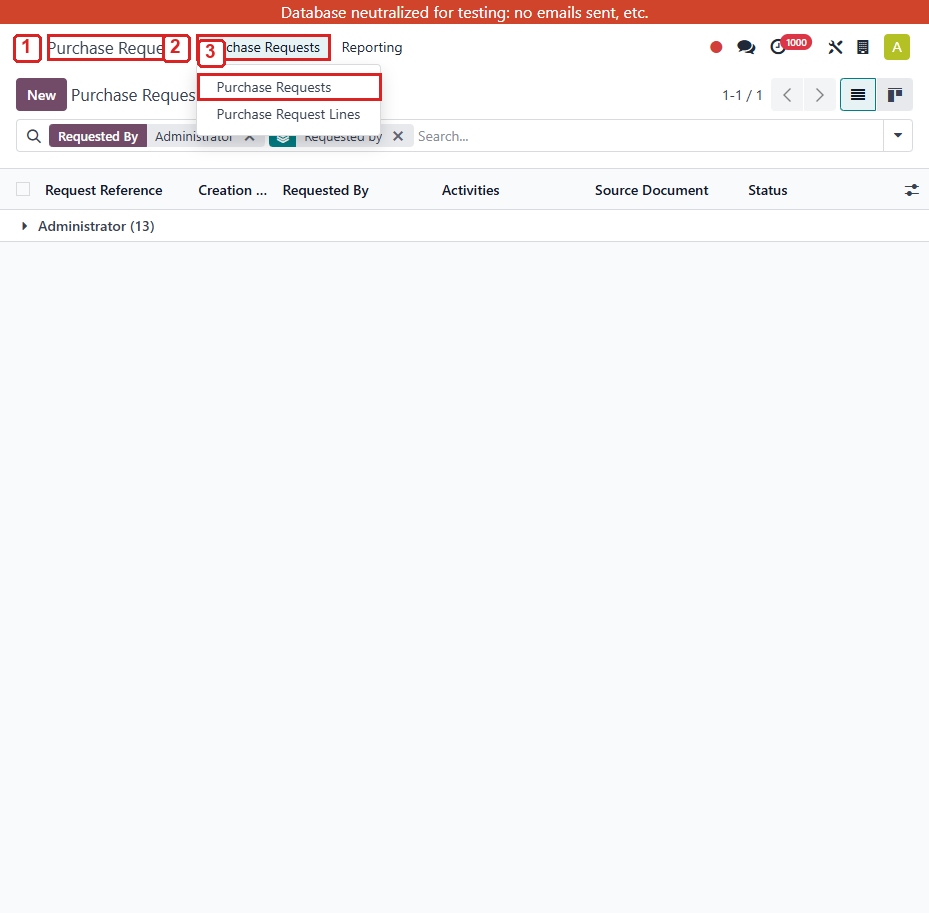 Database neutralized for testing: no emails sent, etc.
1 Purchase Reque 2 3 chase Requests Reporting 1000 A
Purchase Requests
New Purchase Reques 1-1 / 1
Purchase Request Lines
Requested By Administrator Requested by Search...
Request Reference Creation ... Requested By Activities Source Document Status
Administrator (13)